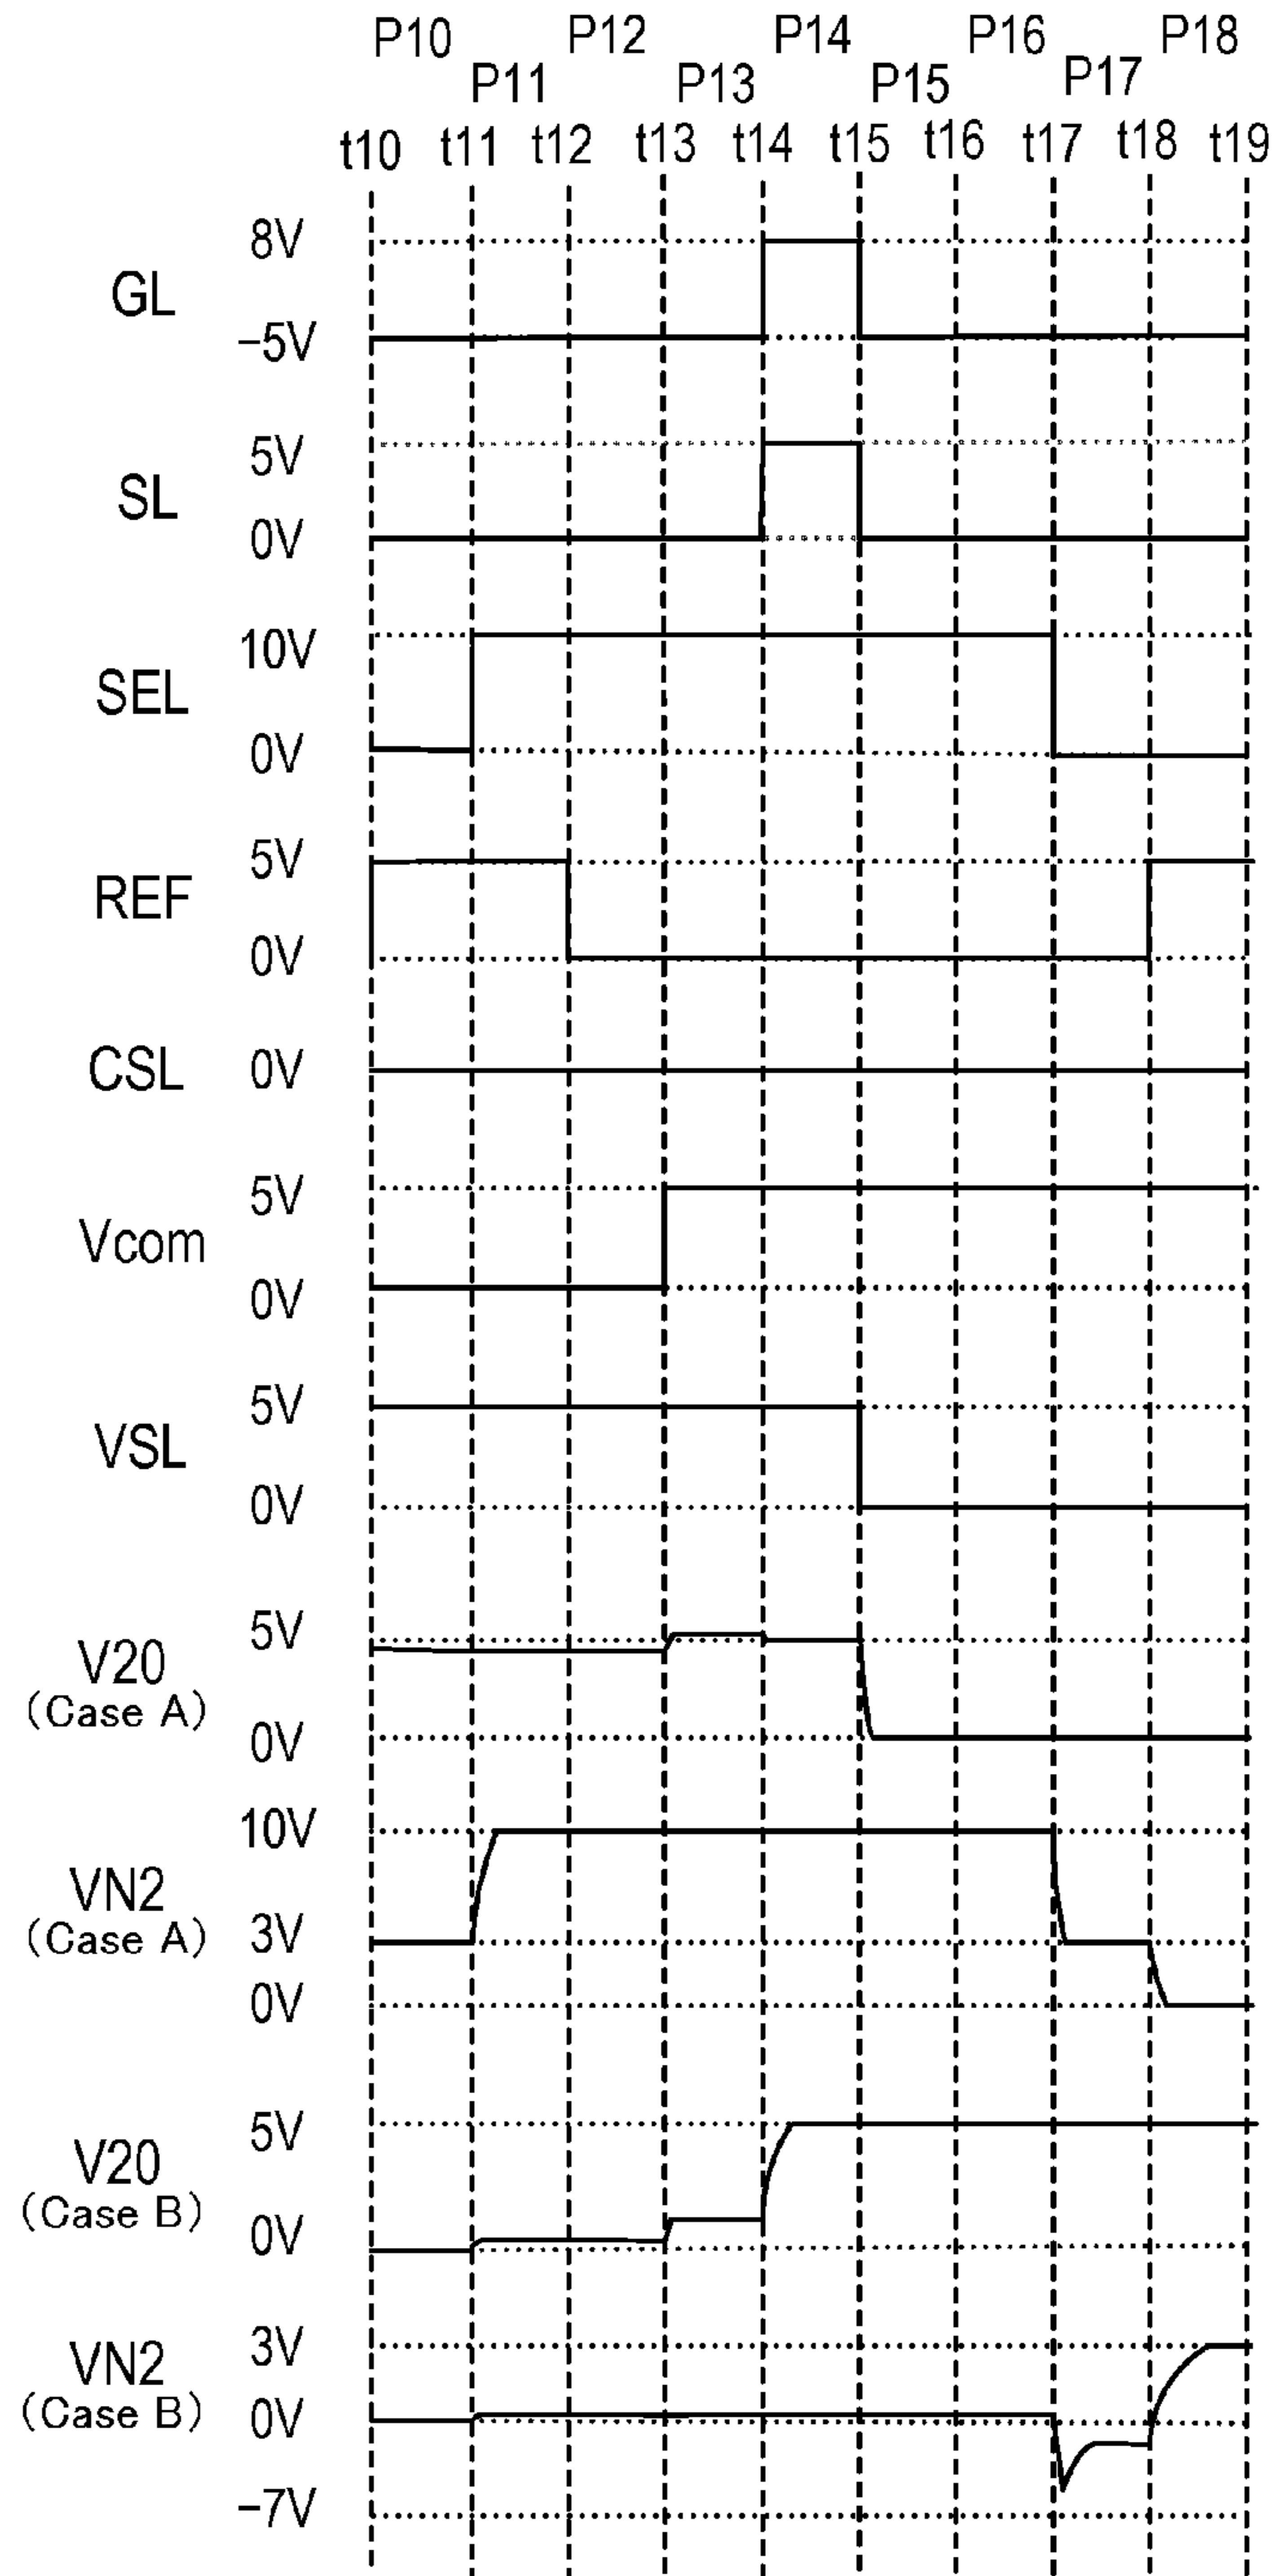 P10 P12 P14 P16 P18
P11 P13 P15 P17
t10 t11 t12 t13 t14 t15 t16 t17 t18 t19
8V
GL
−5V
5V
SL
0V
10V
SEL
0V
5V
REF
0V
CSL 0V
5V
Vcom
0V
5V
VSL
0V
5V
V20
(Case A)
0V
10V
VN2
(Case A)
3V
0V
5V
V20
(Case B)
0V
3V
VN2
(Case B)
0V
−7V